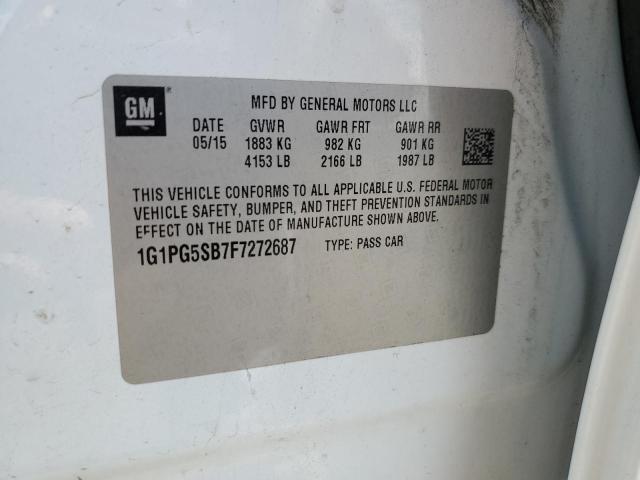 GM®
MFD BY GENERAL MOTORS LLC
DATE GVWR GAWR FRT GAWR RR
05/15 1883 KG 982 KG 901 KG
4153 LB 2166 LB 1987 LB
THIS VEHICLE CONFORMS TO ALL APPLICABLE U.S. FEDERAL MOTOR
VEHICLE SAFETY, BUMPER, AND THEFT PREVENTION STANDARDS IN
EFFECT ON THE DATE OF MANUFACTURE SHOWN ABOVE.
1G1PG5SB7F7272687 TYPE: PASS CAR